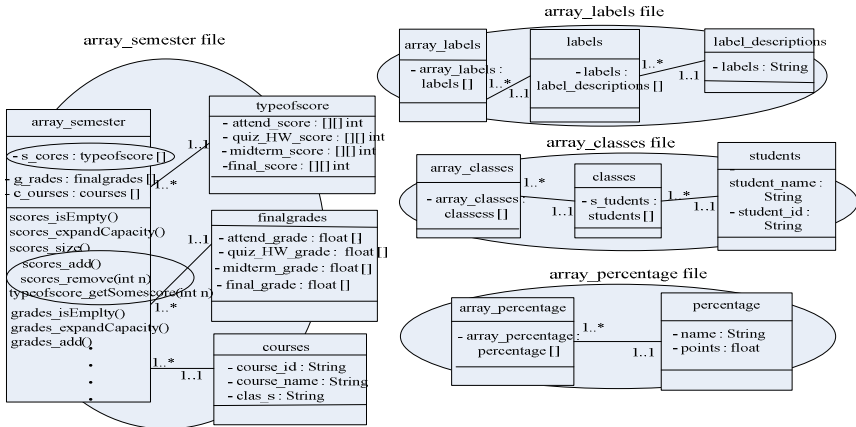 array_semester file
array_semester
- s_cores : typeofscore []
- g_rades : finalgrades []
- c_ourses : courses []
scores_isEmpty()
scores_expandCapacity()
scores_size()
scores_add()
scores_remove(int n)
typeofscore_getSomescore(int n)
grades_isEmplty()
grades_expandCapacity()
grades_add()
1..1
1..*
typeofscore
- attend_score : [][] int
- quiz_HW_score : [][] int
- midterm_score : [][] int
-final_score : [][] int
1..1
1..*
finalgrades
- attend_grade : float []
- quiz_HW_grade : float []
- midterm_grade : float []
- final_grade : float []
1..*
1..1
courses
- course_id : String
- course_name : String
- clas_s : String
array_labels file
array_labels
- array_labels :
labels []
1..*
1..1
labels
- labels :
label_descriptions []
1..*
1..1
label_descriptions
- labels : String
array_classes file
array_classes
- array_classes :
classess []
1..*
1..1
classes
- s_tudents :
students []
1..*
1..1
students
student_name :
String
- student_id :
String
array_percentage file
array_percentage
- array_percentage :
percentage []
1..*
1..1
percentage
- name : String
- points : float